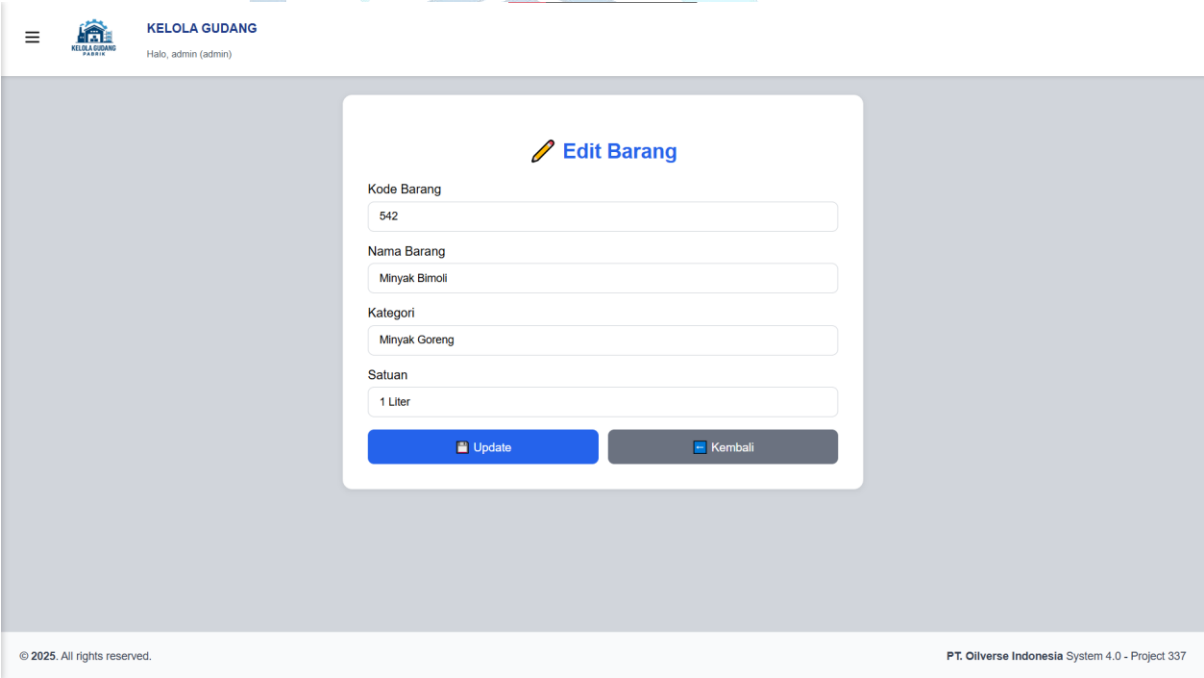 KELOLA GUDANG
PABRIK
KELOLA GUDANG
Halo, admin (admin)
Edit Barang
Kode Barang
542
Nama Barang
Minyak Bimoli
Kategori
Minyak Goreng
Satuan
1 Liter
Update
Kembali
© 2025. All rights reserved.
PT. Oilverse Indonesia System 4.0 - Project 337